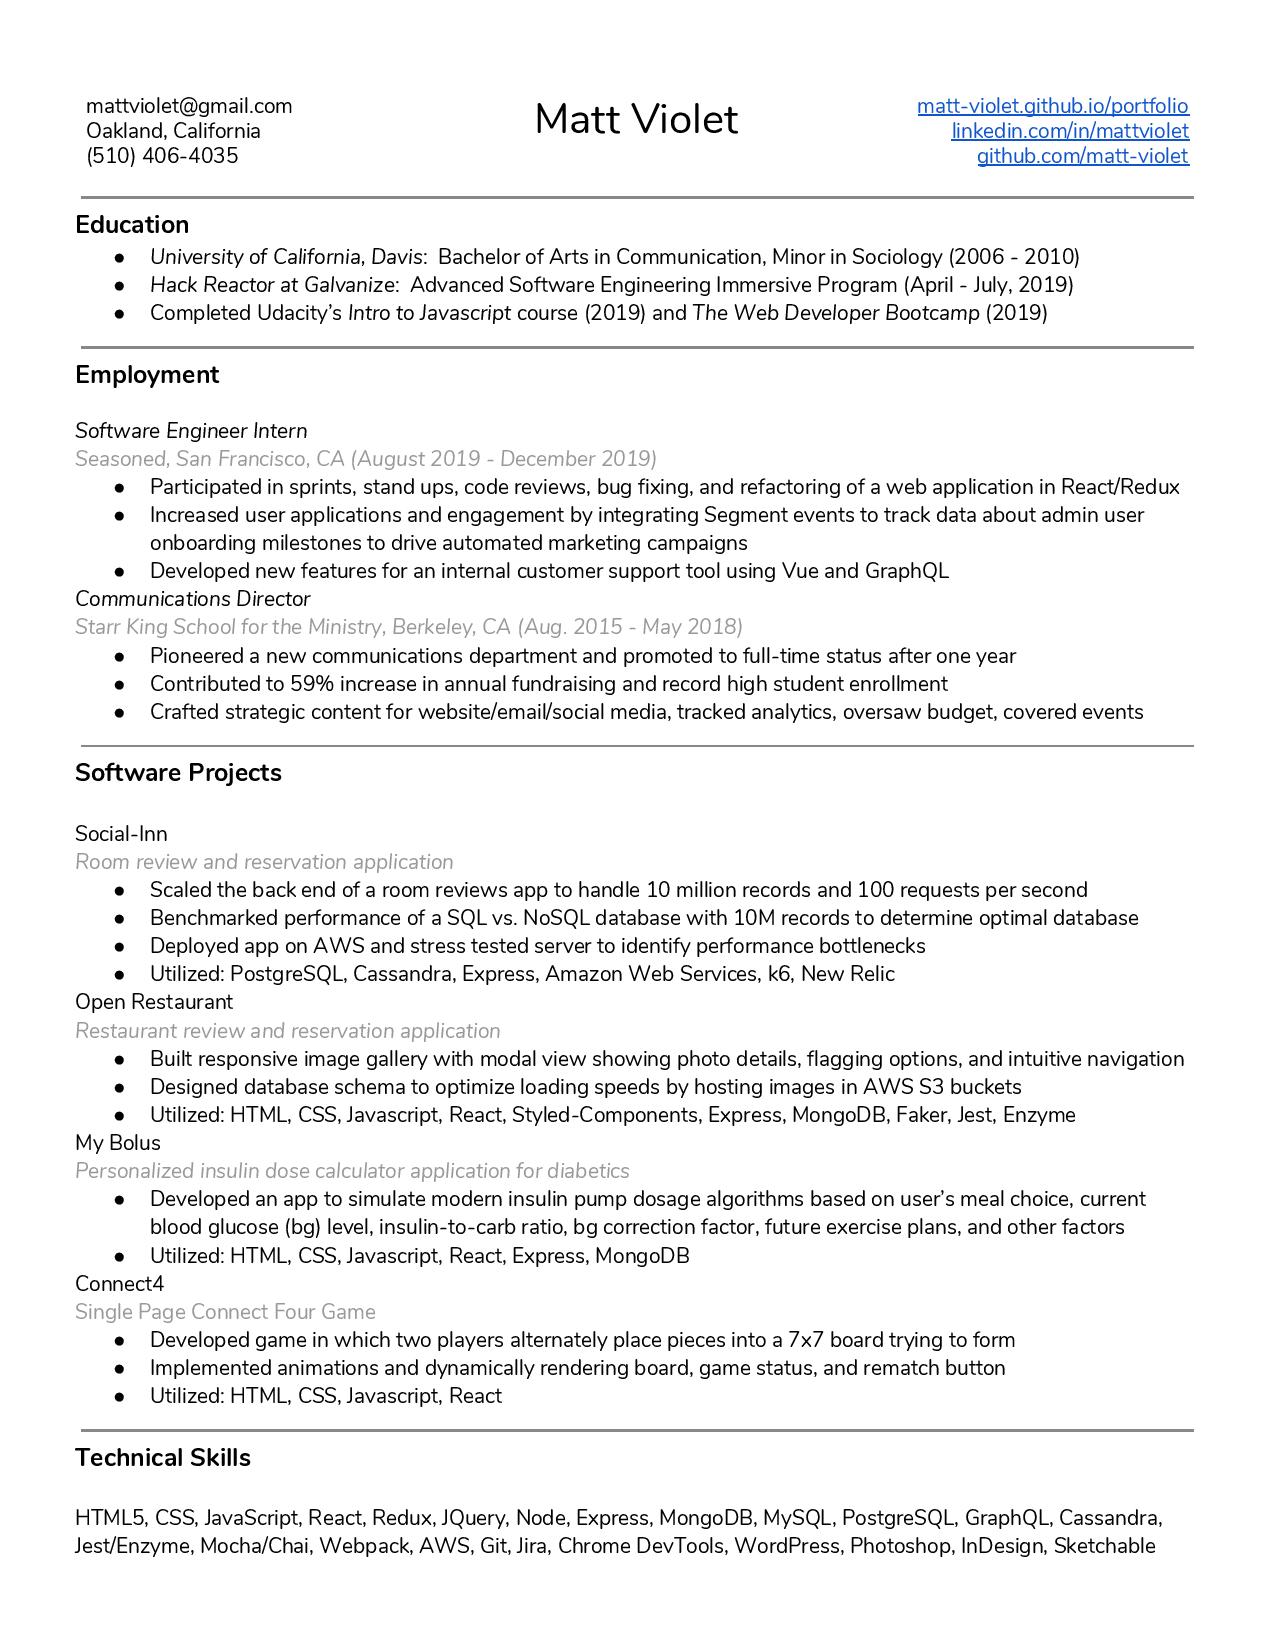 mattviolet@gmail.com
Oakland, California
(510) 406-4035
Matt Violet
matt-violet.github.io/portfolio
linkedin.com/in/mattviolet
github.com/matt-violet
Education
● University of California, Davis: Bachelor of Arts in Communication, Minor in Sociology (2006 - 2010)
● Hack Reactor at Galvanize: Advanced Software Engineering Immersive Program (April - July, 2019)
● Completed Udacity’s Intro to Javascript course (2019) and The Web Developer Bootcamp (2019)
Employment
Software Engineer Intern
Seasoned, San Francisco, CA (August 2019 - December 2019)
● Participated in sprints, stand ups, code reviews, bug fixing, and refactoring of a web application in React/Redux
● Increased user applications and engagement by integrating Segment events to track data about admin user
onboarding milestones to drive automated marketing campaigns
● Developed new features for an internal customer support tool using Vue and GraphQL
Communications Director
Starr King School for the Ministry, Berkeley, CA (Aug. 2015 - May 2018)
● Pioneered a new communications department and promoted to full-time status after one year
● Contributed to 59% increase in annual fundraising and record high student enrollment
● Crafted strategic content for website/email/social media, tracked analytics, oversaw budget, covered events
Software Projects
Social-Inn
Room review and reservation application
● Scaled the back end of a room reviews app to handle 10 million records and 100 requests per second
● Benchmarked performance of a SQL vs. NoSQL database with 10M records to determine optimal database
● Deployed app on AWS and stress tested server to identify performance bottlenecks
● Utilized: PostgreSQL, Cassandra, Express, Amazon Web Services, k6, New Relic
Open Restaurant
Restaurant review and reservation application
● Built responsive image gallery with modal view showing photo details, flagging options, and intuitive navigation
● Designed database schema to optimize loading speeds by hosting images in AWS S3 buckets
● Utilized: HTML, CSS, Javascript, React, Styled-Components, Express, MongoDB, Faker, Jest, Enzyme
My Bolus
Personalized insulin dose calculator application for diabetics
● Developed an app to simulate modern insulin pump dosage algorithms based on user’s meal choice, current
blood glucose (bg) level, insulin-to-carb ratio, bg correction factor, future exercise plans, and other factors
● Utilized: HTML, CSS, Javascript, React, Express, MongoDB
Connect4
Single Page Connect Four Game
● Developed game in which two players alternately place pieces into a 7x7 board trying to form
● Implemented animations and dynamically rendering board, game status, and rematch button
● Utilized: HTML, CSS, Javascript, React
Technical Skills
HTML5, CSS, JavaScript, React, Redux, JQuery, Node, Express, MongoDB, MySQL, PostgreSQL, GraphQL, Cassandra,
Jest/Enzyme, Mocha/Chai, Webpack, AWS, Git, Jira, Chrome DevTools, WordPress, Photoshop, InDesign, Sketchable